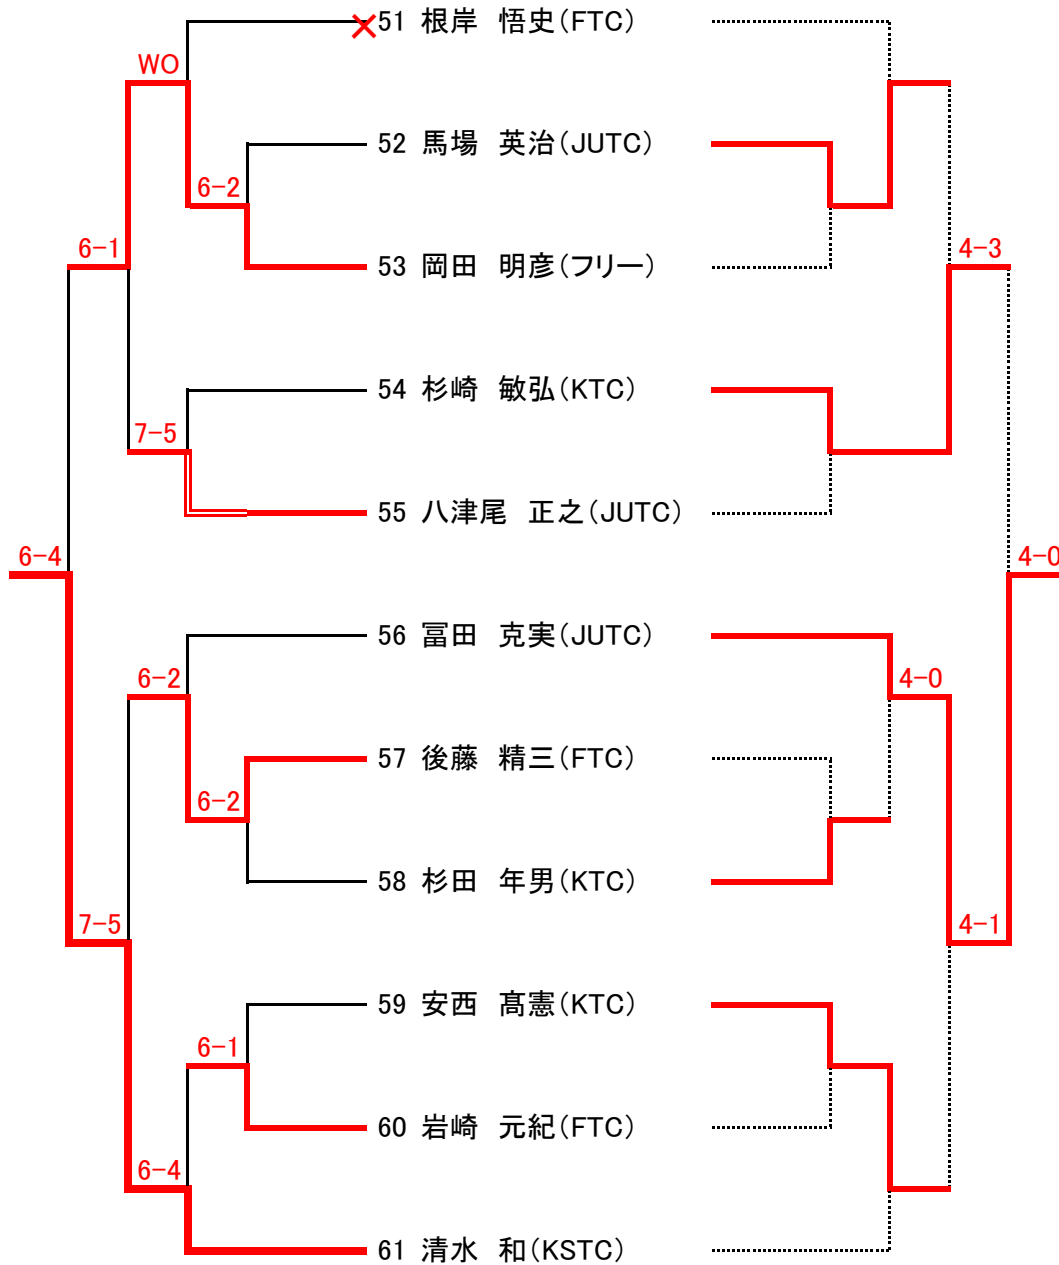 51 根岸 悟史(FTC)
WO
52 馬場 英治(JUTC)
6-2
6-1
53 岡田 明彦(フリー)
4-3
54 杉崎 敏弘(KTC)
7-5
55 八津尾 正之(JUTC)
6-4
4-0
56 冨田 克実(JUTC)
6-2
4-0
57 後藤 精三(FTC)
6-2
58 杉田 年男(KTC)
7-5
4-1
59 安西 髙憲(KTC)
6-1
60 岩崎 元紀(FTC)
6-4
61 清水 和(KSTC)